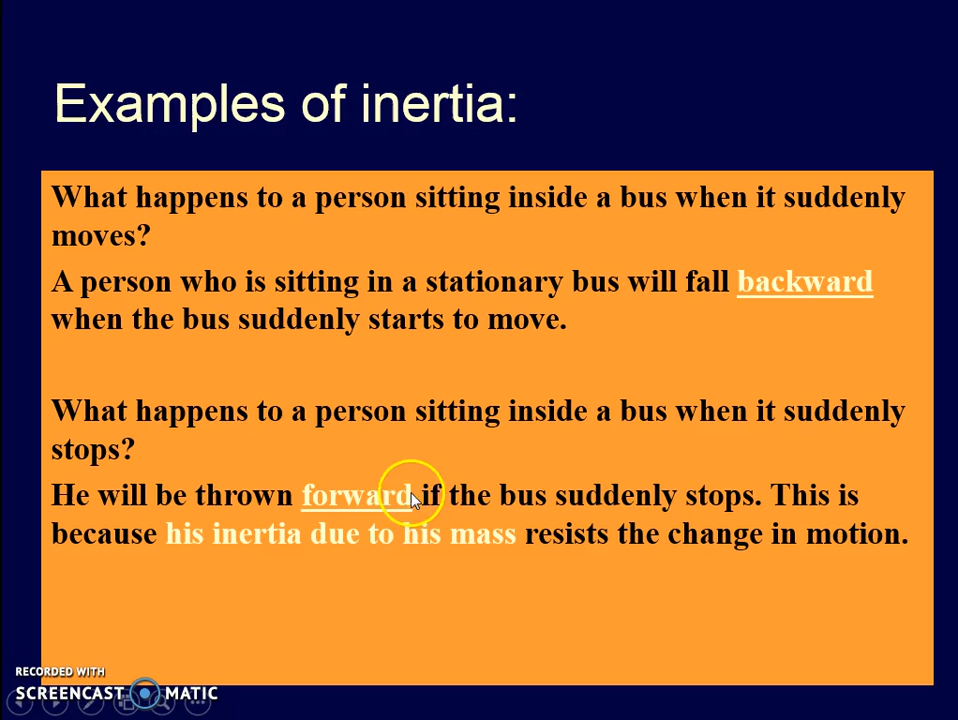 Examples of inertia:
What happens to a person sitting inside a bus when it suddenly
moves?
A person who is sitting in a stationary bus will fall backward
when the bus suddenly starts to move.
What happens to a person sitting inside a bus when it suddenly
stops?
He will be thrown forward if the bus suddenly stops. This is
because his inertia due to his mass resists the change in motion.
RECORDED WITH
SCREENCAST MATIC